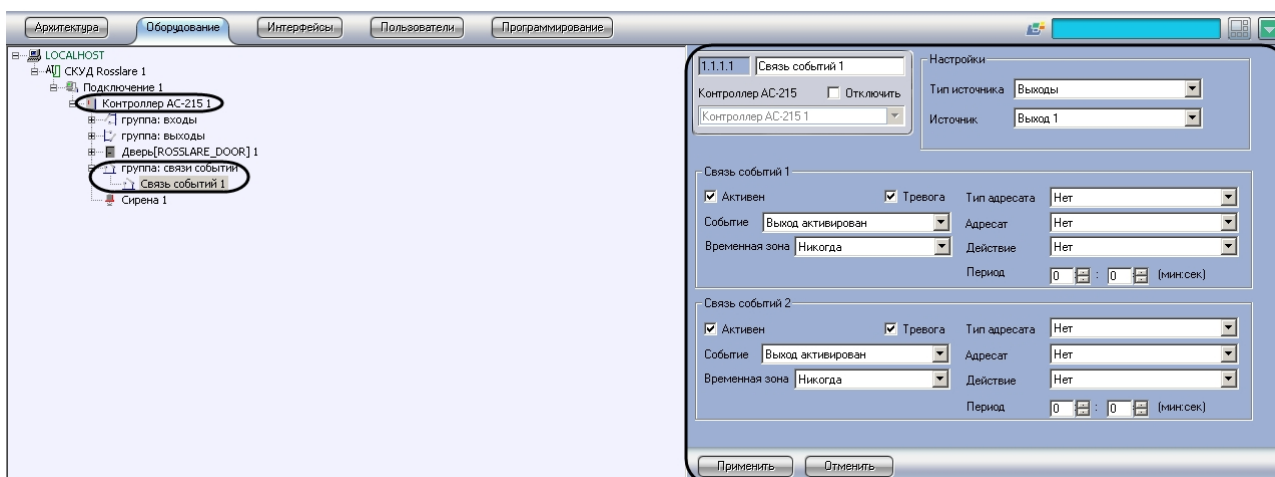 Архитектура Оборудование Интерфейсы Пользователи Программирование
LOCALHOST
СКУД Rosslare 1
Подключение 1
Контроллер AC-215 1
группа: входы
группа: выходы
Дверь[ROSSLARE_DOOR] 1
группа: связи событий
Связь событий 1
Сирена 1
1.1.1.1 Связь событий 1
Контроллер AC-215 Отключить
Контроллер AC-215 1
Настройки
Тип источника Выходы
Источник Выход 1
Связь событий 1
Активен Тревога Тип адресата Нет
Событие Выход активирован Адресат Нет
Временная зона Никогда Действие Нет
Период 0 : 0 (мин:сек)
Связь событий 2
Активен Тревога Тип адресата Нет
Событие Выход активирован Адресат Нет
Временная зона Никогда Действие Нет
Период 0 : 0 (мин:сек)
Применить Отменить